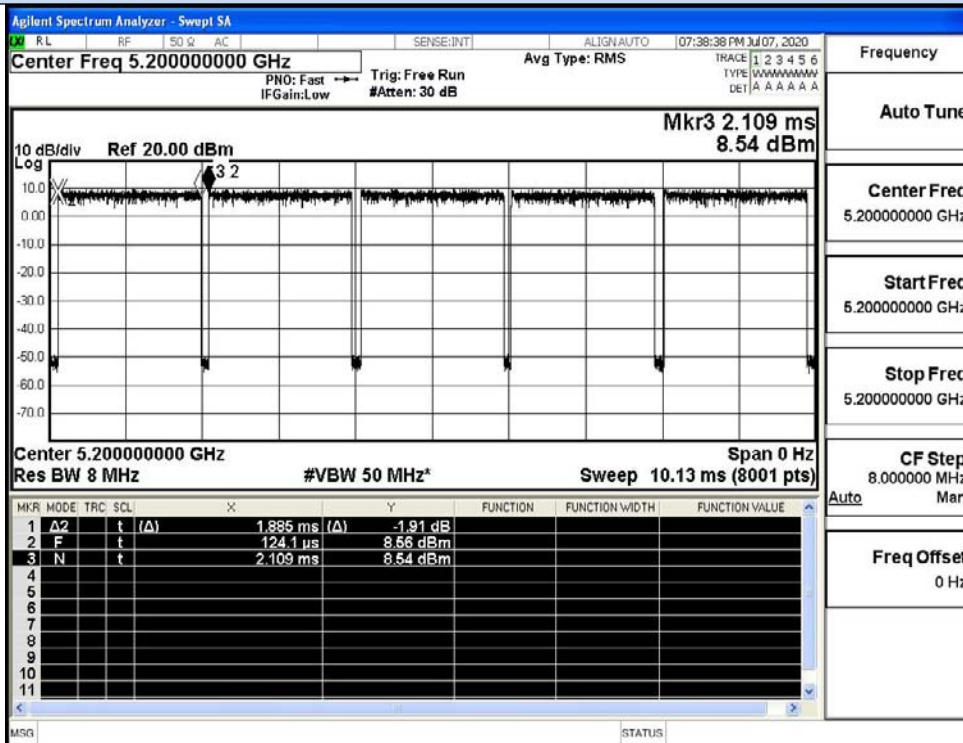 Agilent Spectrum Analyzer - Swept SA
RL RF 50 Ω AC SENSE:INT ALIGNAUTO 07:38:38 PM Jul 07, 2020
Center Freq 5.200000000 GHz
PNO: Fast
IFGain:Low
Trig: Free Run
#Atten: 30 dB
Avg Type: RMS
TRACE 1 2 3 4 5 6
TYPE WWWWWWW
DET A A A A A A
Mkr3 2.109 ms
8.54 dBm
10 dB/div Ref 20.00 dBm
Log
3 2
10.0
0.00
-10.0
-20.0
-30.0
-40.0
-50.0
-60.0
-70.0
Center 5.200000000 GHz Span 0 Hz
Res BW 8 MHz #VBW 50 MHz* Sweep 10.13 ms (8001 pts)
MKR MODE TRC SCL X Y FUNCTION FUNCTION WIDTH FUNCTION VALUE
1 Δ2 t (Δ) 1.885 ms (Δ) -1.91 dB
2 F t 124.1 µs 8.56 dBm
3 N t 2.109 ms 8.54 dBm
4
5
6
7
8
9
10
11
MSG STATUS
Frequency
Auto Tune
Center Freq
5.200000000 GHz
Start Freq
5.200000000 GHz
Stop Freq
5.200000000 GHz
CF Step
8.000000 MHz
Auto Man
Freq Offset
0 Hz